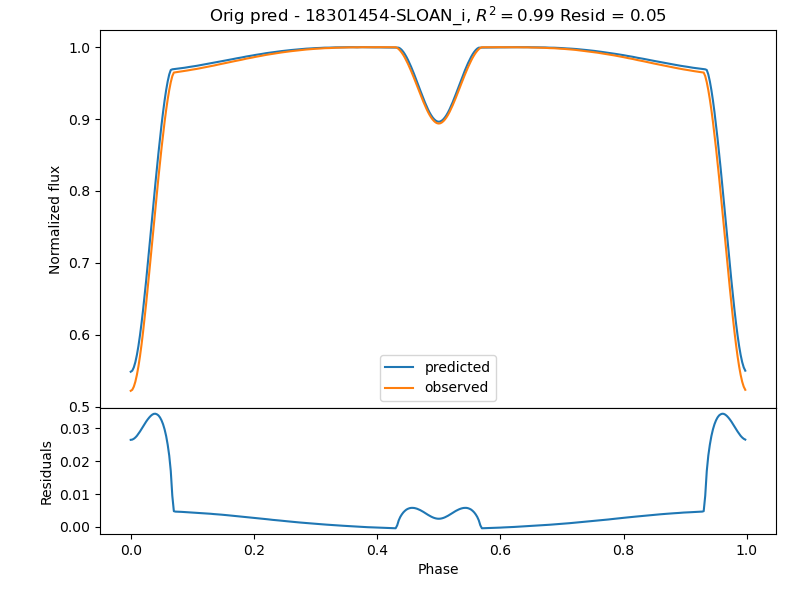 Orig pred - 18301454-SLOAN_i, R² = 0.99 Resid = 0.05
Normalized flux
1.0
0.9
0.8
0.7
0.6
0.5
predicted
observed
Residuals
0.03
0.02
0.01
0.00
0.0 0.2 0.4 0.6 0.8 1.0
Phase